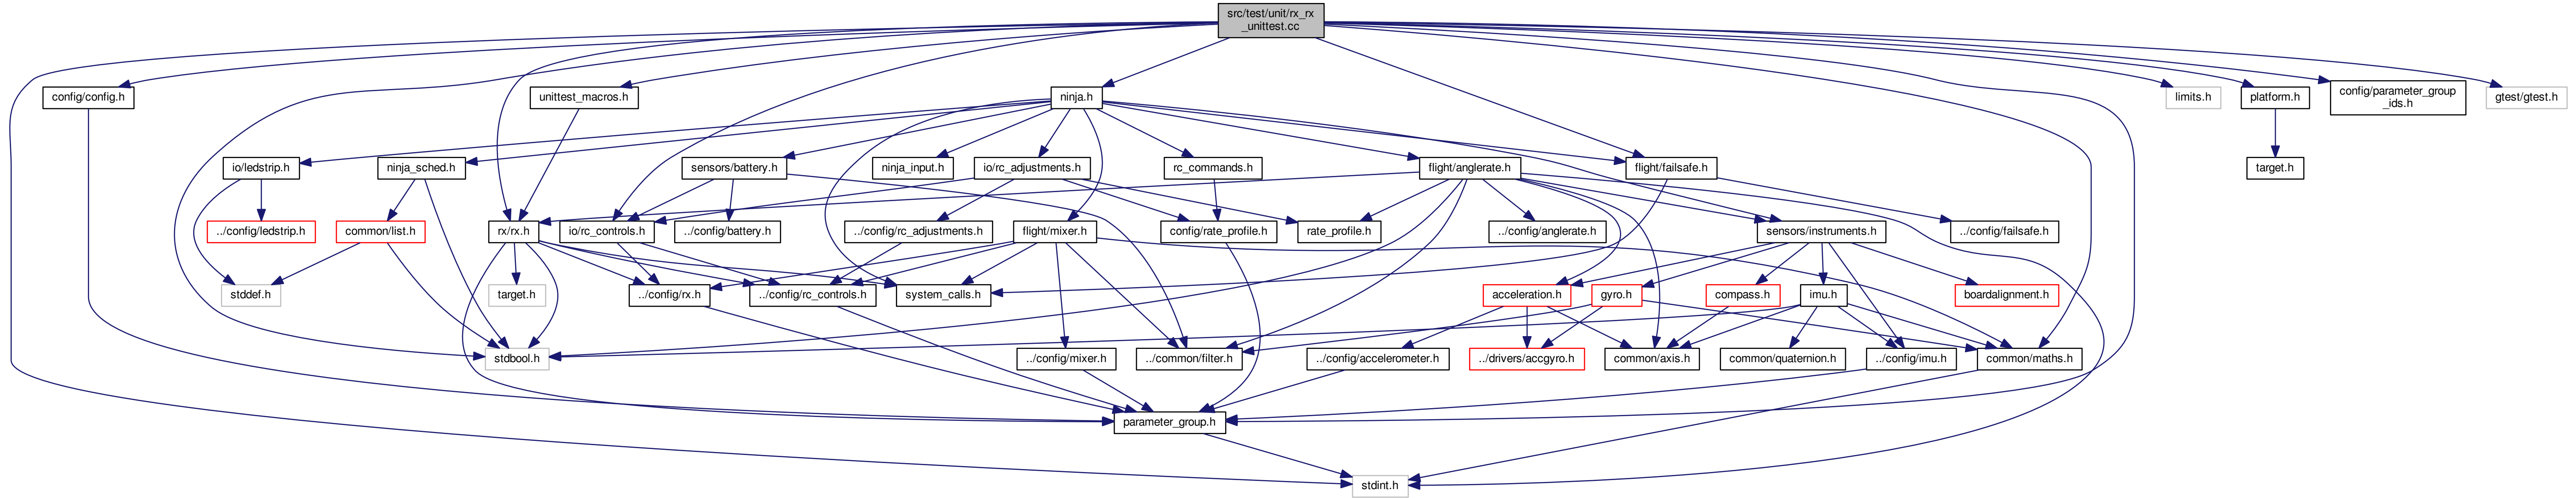 src/test/unit/rx_rx
_unittest.cc
config/config.h
unittest_macros.h
ninja.h
limits.h
platform.h
config/parameter_group
_ids.h
gtest/gtest.h
io/ledstrip.h
ninja_sched.h
sensors/battery.h
ninja_input.h
io/rc_adjustments.h
rc_commands.h
flight/anglerate.h
flight/failsafe.h
target.h
../config/ledstrip.h
common/list.h
rx/rx.h
io/rc_controls.h
../config/battery.h
../config/rc_adjustments.h
flight/mixer.h
config/rate_profile.h
rate_profile.h
../config/anglerate.h
sensors/instruments.h
../config/failsafe.h
stddef.h
target.h
../config/rx.h
../config/rc_controls.h
system_calls.h
acceleration.h
gyro.h
compass.h
imu.h
boardalignment.h
stdbool.h
../config/mixer.h
../common/filter.h
../config/accelerometer.h
../drivers/accgyro.h
common/axis.h
common/quaternion.h
../config/imu.h
common/maths.h
parameter_group.h
stdint.h